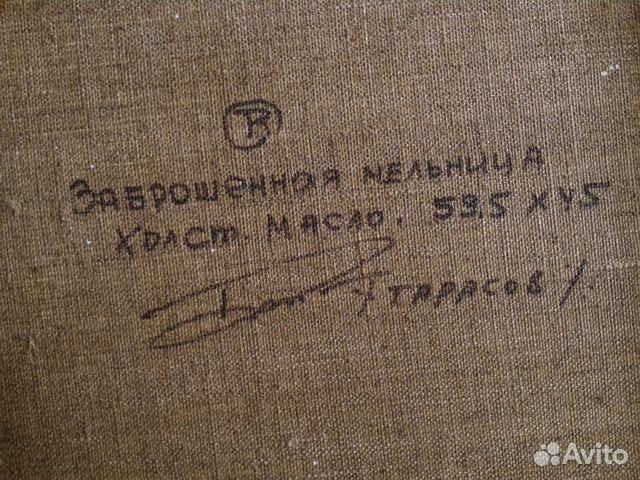 В
ЗАБРОШЕННАЯ МЕЛЬНИЦА
ХОЛСТ. МАСЛО. 59,5 X 45
/ТАРАСОВ/.
Avito